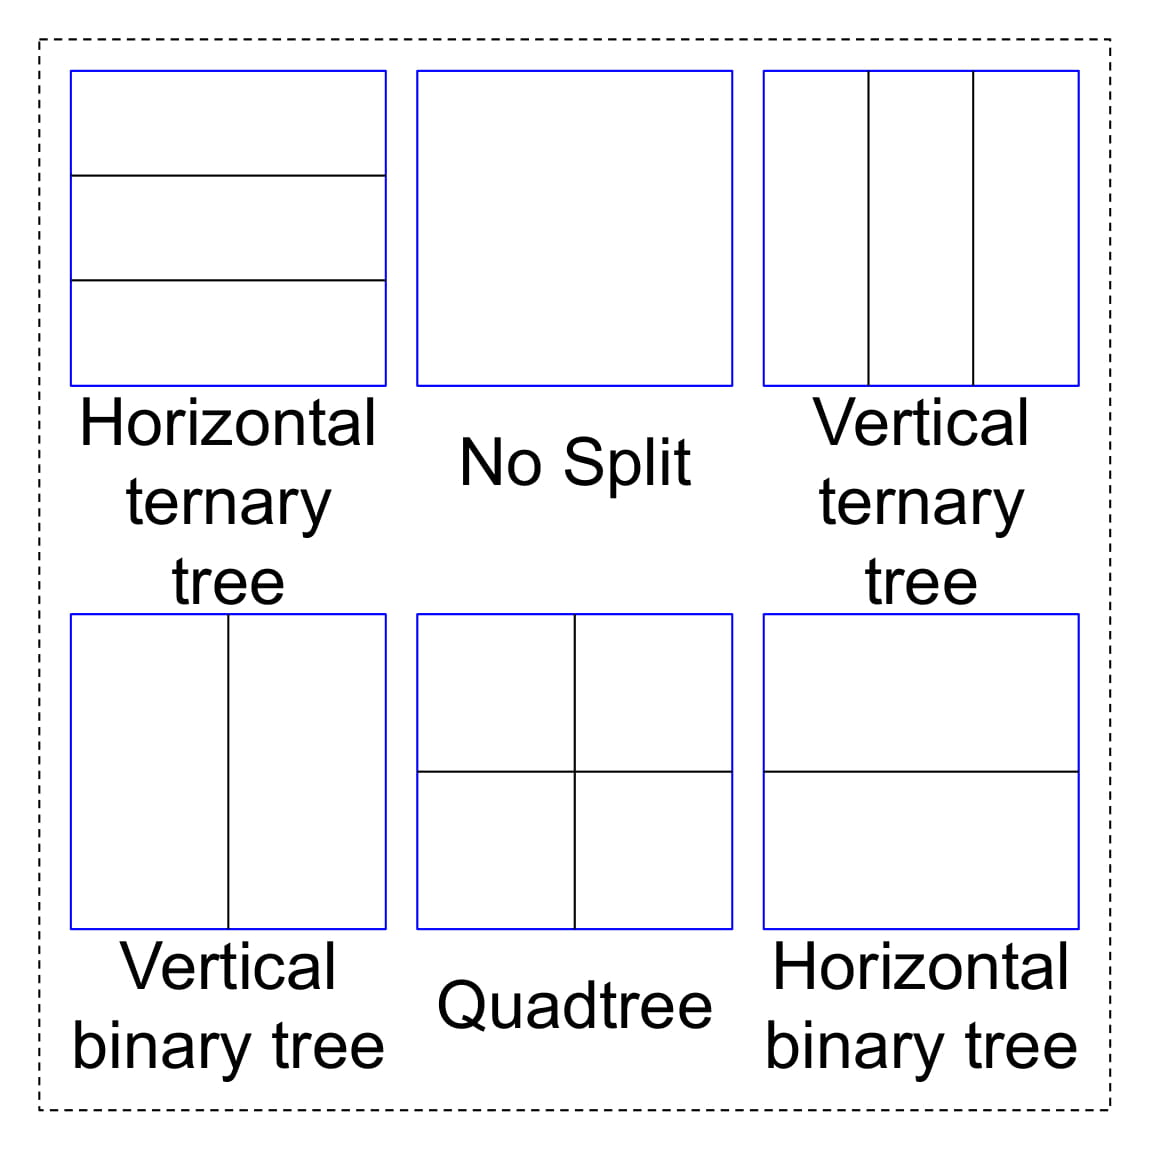 Horizontal
ternary
tree
No Split
Vertical
ternary
tree
Vertical
binary tree
Quadtree
Horizontal
binary tree